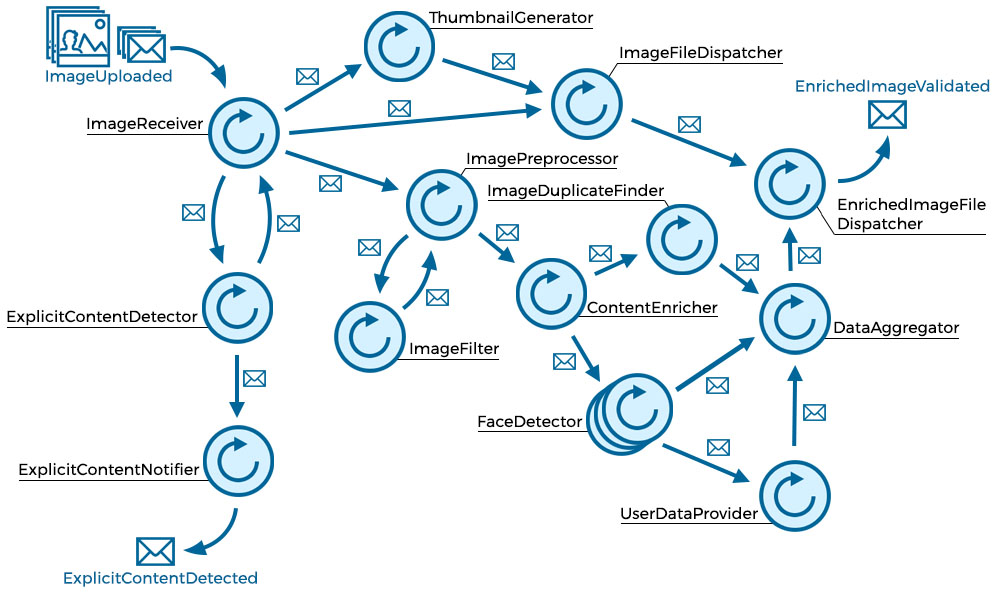 ThumbnailGenerator
ImageFileDispatcher
ImageUploaded
EnrichedImageValidated
ImageReceiver
ImagePreprocessor
ImageDuplicateFinder
EnrichedImageFile
Dispatcher
ContentEnricher
ExplicitContentDetector
DataAggregator
ImageFilter
FaceDetector
ExplicitContentNotifier
UserDataProvider
ExplicitContentDetected